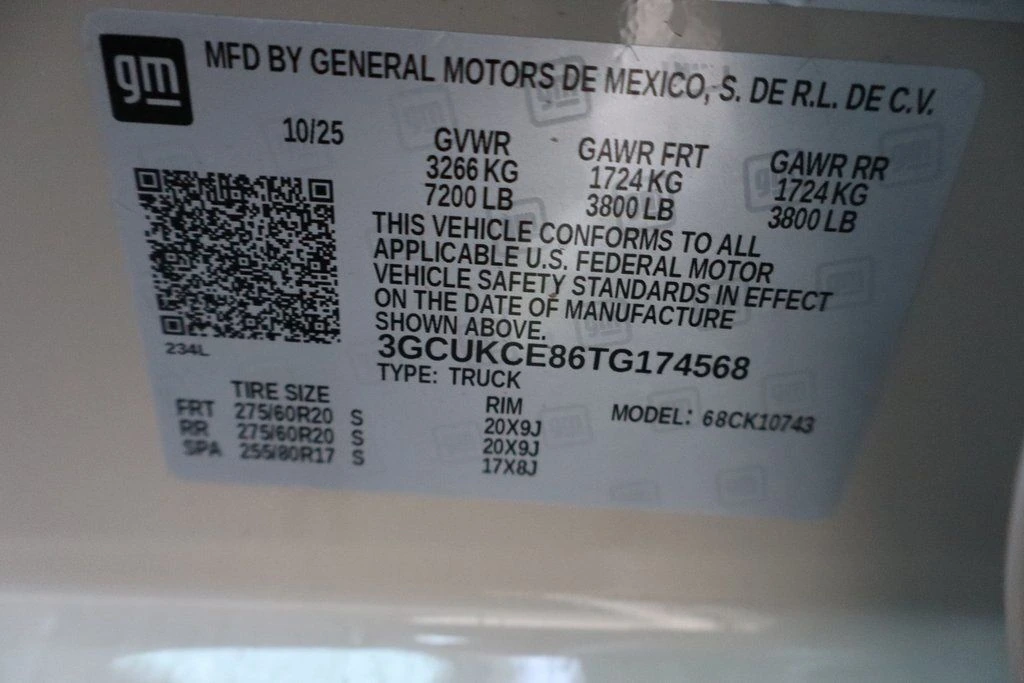 gm
MFD BY GENERAL MOTORS DE MEXICO, S. DE R.L. DE C.V.
10/25
GVWR GAWR FRT GAWR RR
3266 KG 1724 KG 1724 KG
7200 LB 3800 LB 3800 LB
THIS VEHICLE CONFORMS TO ALL
APPLICABLE U.S. FEDERAL MOTOR
VEHICLE SAFETY STANDARDS IN EFFECT
ON THE DATE OF MANUFACTURE
SHOWN ABOVE.
234L
3GCUKCE86TG174568
TYPE: TRUCK
TIRE SIZE RIM MODEL: 68CK10743
FRT 275/60R20 S 20X9J
RR 275/60R20 S 20X9J
SPA 255/80R17 S 17X8J